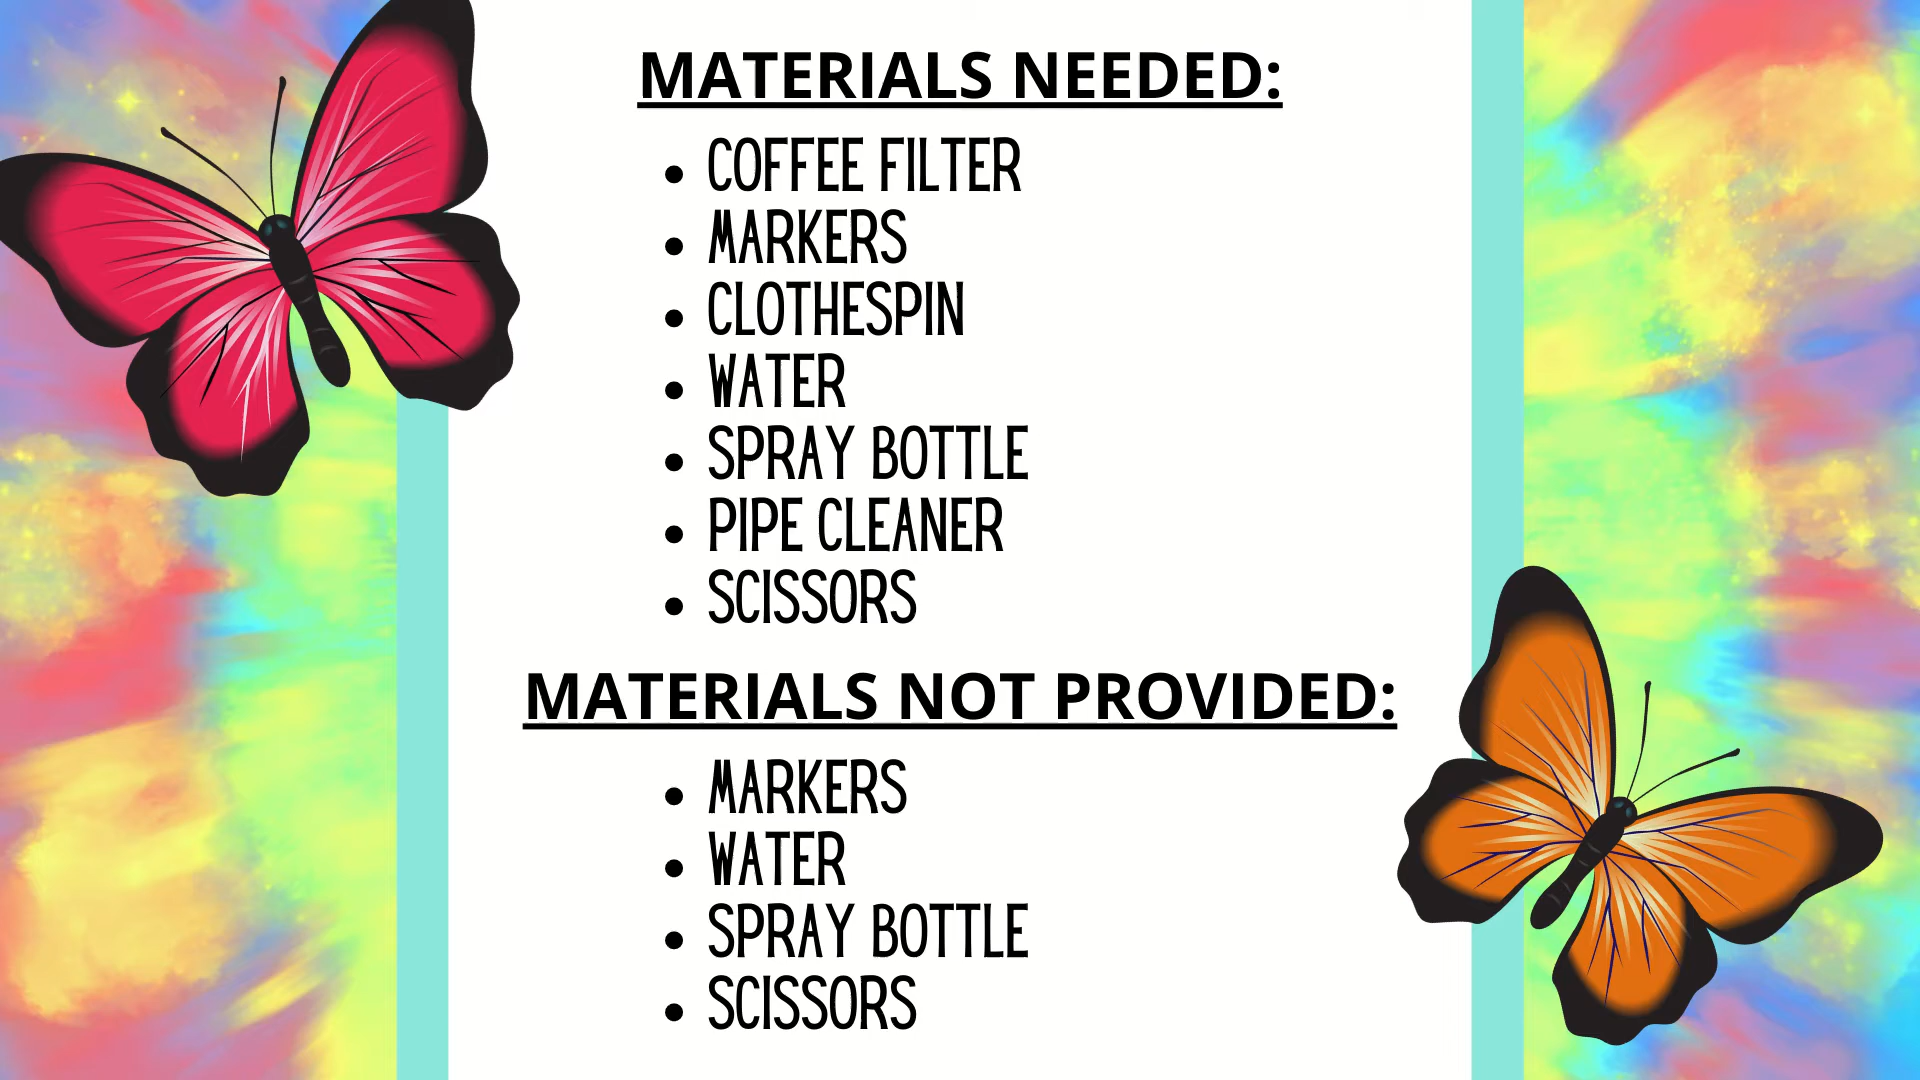 MATERIALS NEEDED:
• COFFEE FILTER
• MARKERS
• CLOTHESPIN
• WATER
• SPRAY BOTTLE
• PIPE CLEANER
• SCISSORS
MATERIALS NOT PROVIDED:
• MARKERS
• WATER
• SPRAY BOTTLE
• SCISSORS